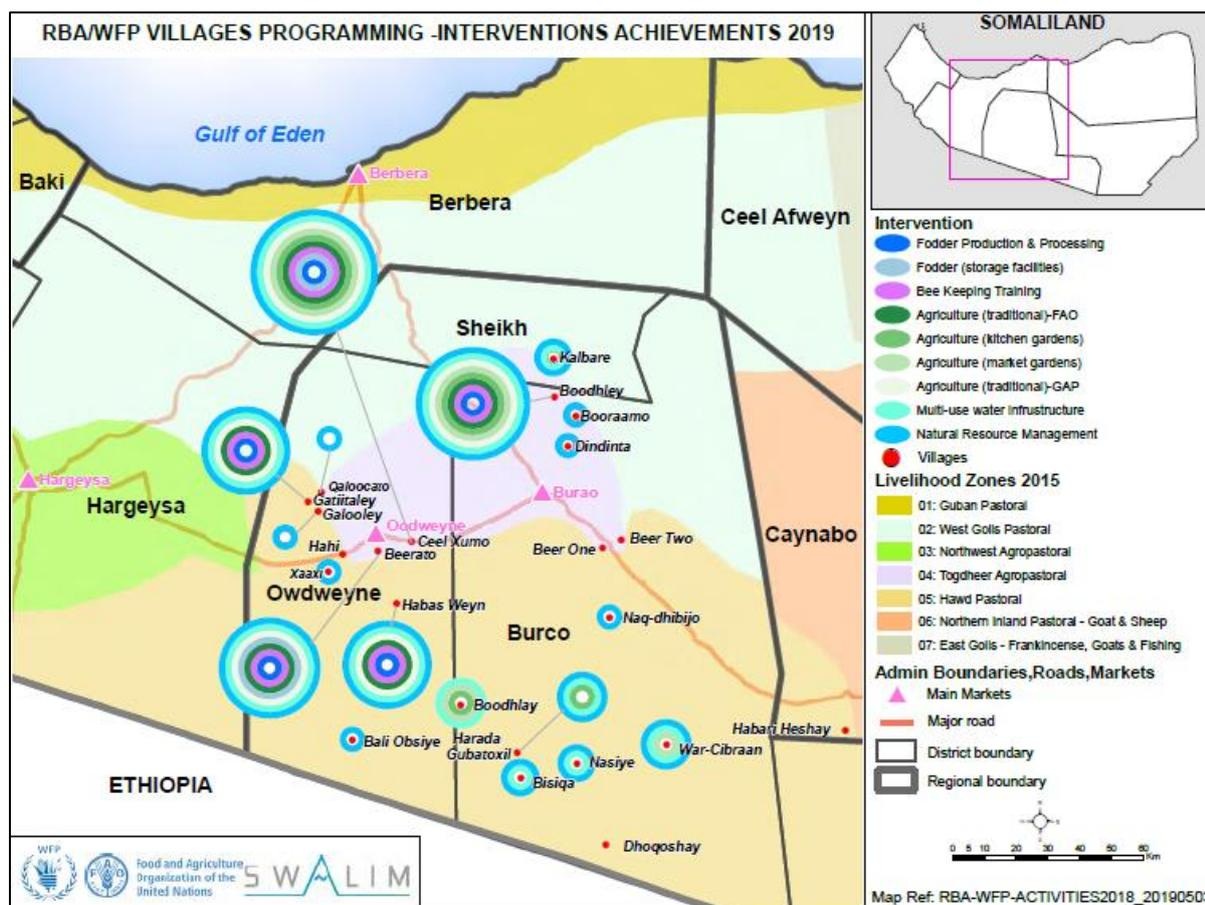 RBA/WFP VILLAGES PROGRAMMING -INTERVENTIONS ACHIEVEMENTS 2019
Gulf of Eden
Baki
Berbera
Berbera
Ceel Afweyn
Sheikh
Kalbare
Boodhley
Booraamo
Dindinta
Hargeysa
Hargeysa
Qaloocato
Gatiitaley
Galooley
Burao
Oodweyne
Ceel Xumo
Hahi
Beerato
Beer Two
Beer One
Caynabo
Xaaxi
Owdweyne
Habas Weyn
Burco
Naq-dhibijo
Boodhlay
Harada
Gubatoxil
Habari Heshay
War-Cibraan
Bali Obsiye
Nasiye
Bisiqa
ETHIOPIA
Dhoqoshay
WFP
FAO
Food and Agriculture
Organization of the
United Nations
SWALIM
SOMALILAND
Intervention
Fodder Production & Processing
Fodder (storage facilities)
Bee Keeping Training
Agriculture (traditional)-FAO
Agriculture (kitchen gardens)
Agriculture (market gardens)
Agriculture (traditional)-GAP
Multi-use water infrustructure
Natural Resource Management
Villages
Livelihood Zones 2015
01: Guban Pastoral
02: West Golis Pastoral
03: Northwest Agropastoral
04: Togdheer Agropastoral
05: Hawd Pastoral
06: Northern Inland Pastoral - Goat & Sheep
07: East Golis - Frankincense, Goats & Fishing
Admin Boundaries,Roads,Markets
Main Markets
Major road
District boundary
Regional boundary
0 5 10 20 30 40 50 60
Km
Map Ref: RBA-WFP-ACTIVITIES2018_20190503